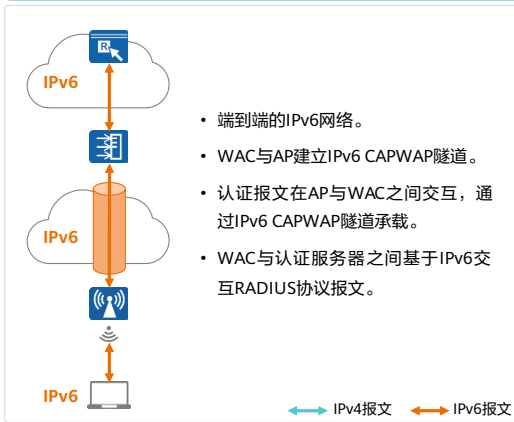 R
IPv6
• 端到端的IPv6网络。
• WAC与AP建立IPv6 CAPWAP隧道。
• 认证报文在AP与WAC之间交互，通
过IPv6 CAPWAP隧道承载。
IPv6
• WAC与认证服务器之间基于IPv6交
互RADIUS协议报文。
IPv6
IPv4报文 IPv6报文